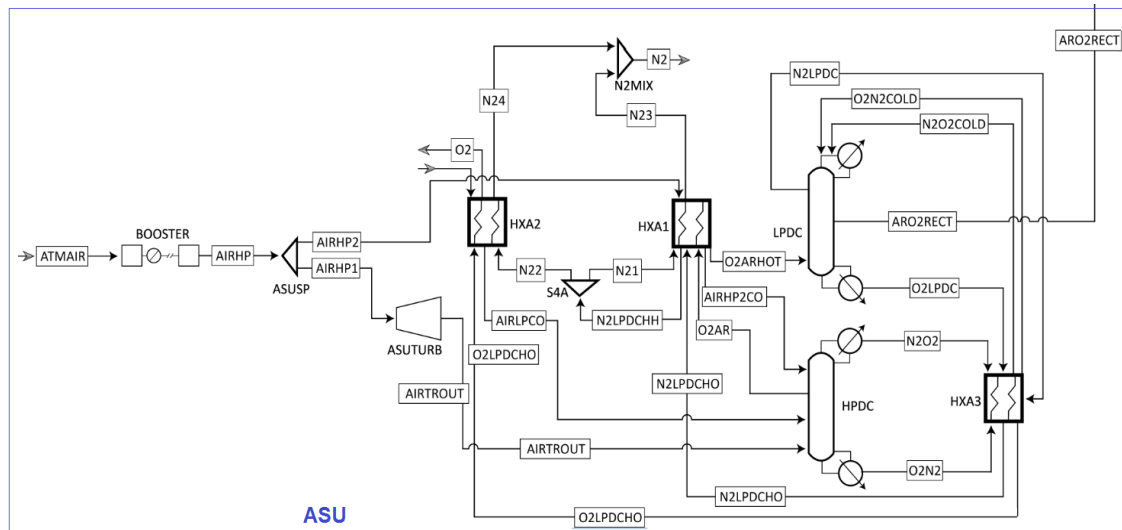 ARO2RECT
N2LPDC
N2
N2MIX
O2N2COLD
N24
N23
N2O2COLD
O2
HXA2
HXA1
LPDC
ARO2RECT
BOOSTER
AIRHP2
ATMAIR
AIRHP
AIRHP1
ASUSP
N22
N21
O2ARHOT
S4A
O2LPDC
AIRHP2CO
N2LPDCHH
AIRLPCO
O2AR
ASUTURB
O2LPDCHO
N2O2
N2LPDCHO
AIRTROUT
HPDC
HXA3
AIRTROUT
O2N2
N2LPDCHO
ASU
O2LPDCHO